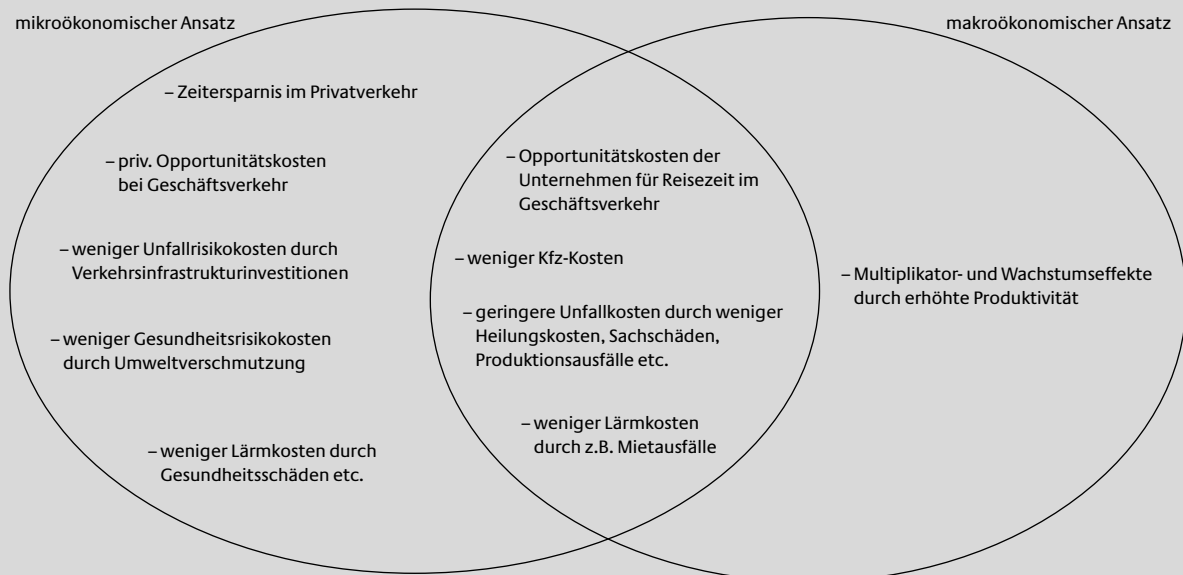 mikroökonomischer Ansatz
makroökonomischer Ansatz
– Zeitersparnis im Privatverkehr
– priv. Opportunitätskosten
bei Geschäftsverkehr
– weniger Unfallrisikokosten durch
Verkehrsinfrastrukturinvestitionen
– weniger Gesundheitsrisikokosten
durch Umweltverschmutzung
– weniger Lärmkosten durch
Gesundheitsschäden etc.
– Opportunitätskosten der
Unternehmen für Reisezeit im
Geschäftsverkehr
– weniger Kfz-Kosten
– geringere Unfallkosten durch weniger
Heilungskosten, Sachschäden,
Produktionsausfälle etc.
– weniger Lärmkosten
durch z.B. Mietausfälle
– Multiplikator- und Wachstumseffekte
durch erhöhte Produktivität